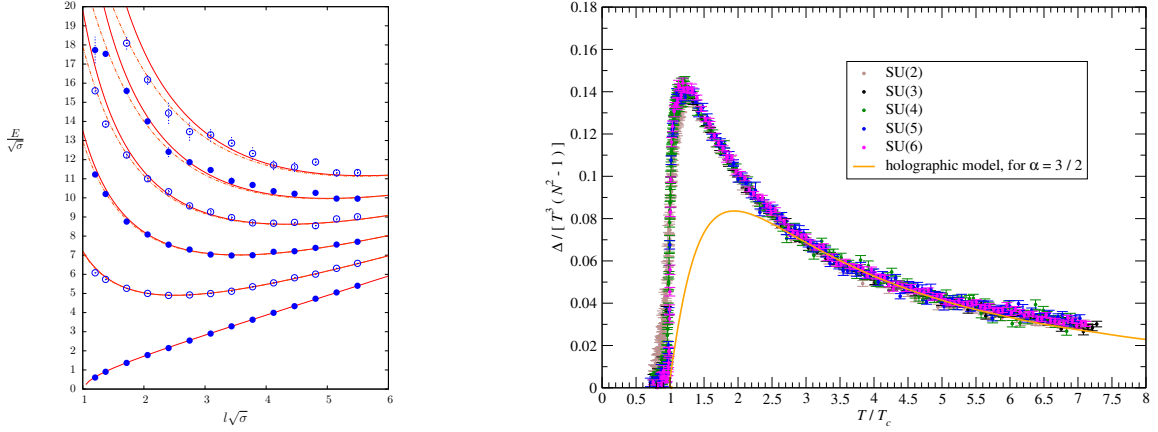 20
19
18
17
16
15
14
13
12
11
10
9
8
7
6
5
4
3
2
1
0
E/√σ
1 2 3 4 5 6
l√σ
0.18
0.16
0.14
0.12
0.1
0.08
0.06
0.04
0.02
0
Δ / [ T³ ( N² - 1 ) ]
SU(2)
SU(3)
SU(4)
SU(5)
SU(6)
holographic model, for α = 3 / 2
0 0.5 1 1.5 2 2.5 3 3.5 4 4.5 5 5.5 6 6.5 7 7.5 8
T / T_c